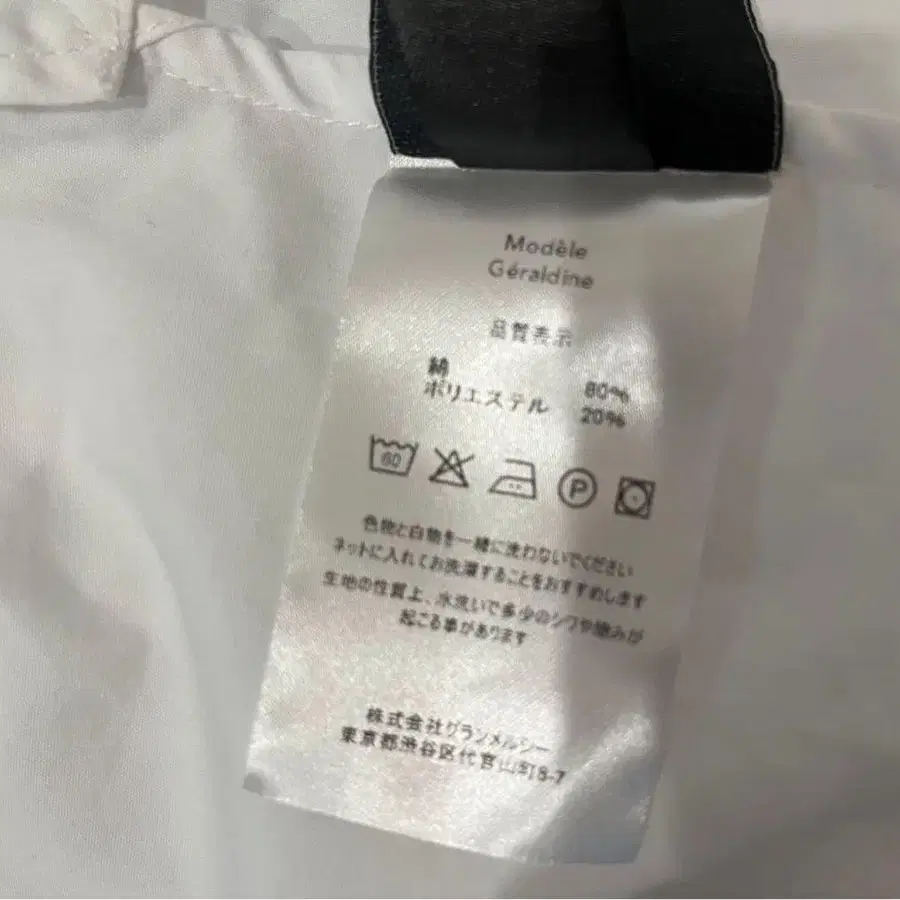 Modèle
Géraldine
品質表示
綿 80%
ポリエステル 20%
60
P
色物と白物を一緒に洗わないでください
ネットに入れてお洗濯することをおすすめします
生地の性質上、水洗いで多少のシワや縮みが
起こる事があります
株式会社グランメルシー
東京都渋谷区代官山町8-7